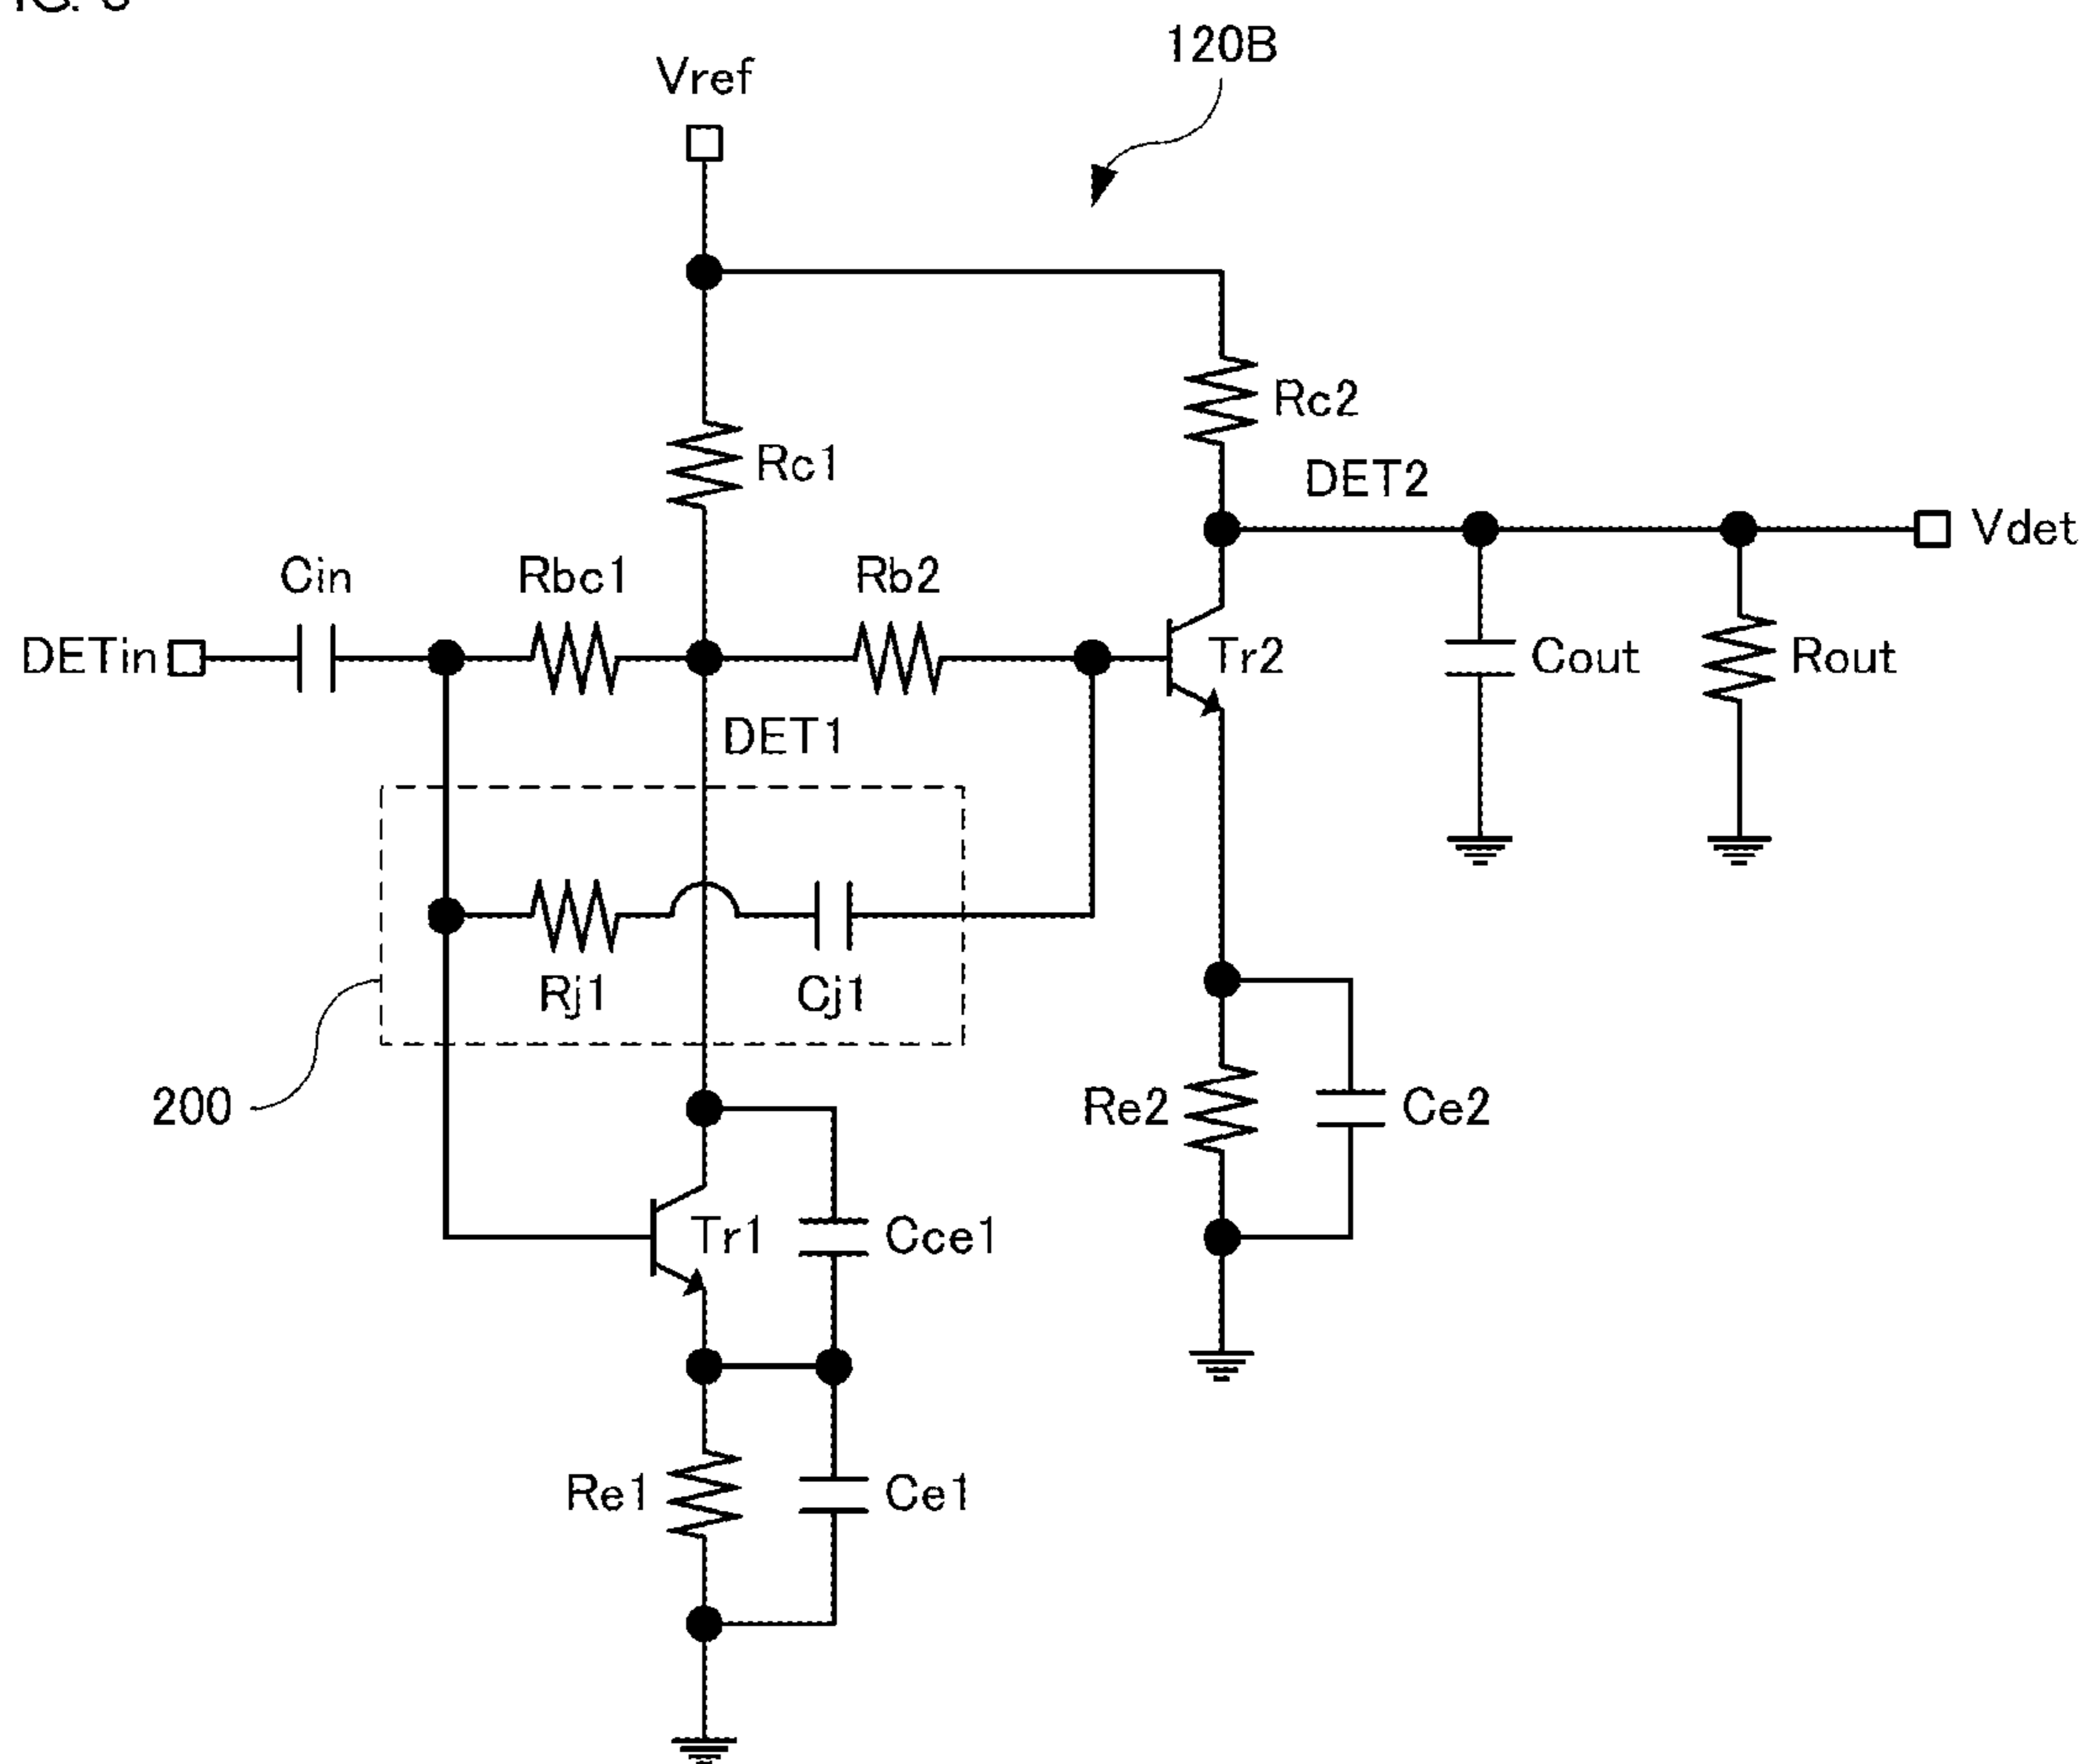 120B
Vref
Rc2
Rc1
DET2
Vdet
Cin
Rbc1
Rb2
DETin
Tr2
Cout
Rout
DET1
Rj1
Cj1
200
Re2
Ce2
Tr1
Cce1
Re1
Ce1